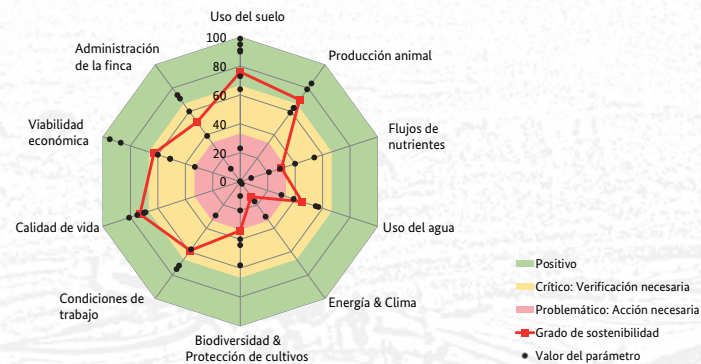 Uso del suelo
100
80
60
40
20
0
Producción animal
Flujos de
nutrientes
Uso del agua
Energía & Clima
Biodiversidad &
Protección de cultivos
Condiciones de
trabajo
Calidad de vida
Viabilidad
económica
Administración
de la finca
Positivo
Crítico: Verificación necesaria
Problemático: Acción necesaria
Grado de sostenibilidad
Valor del parámetro